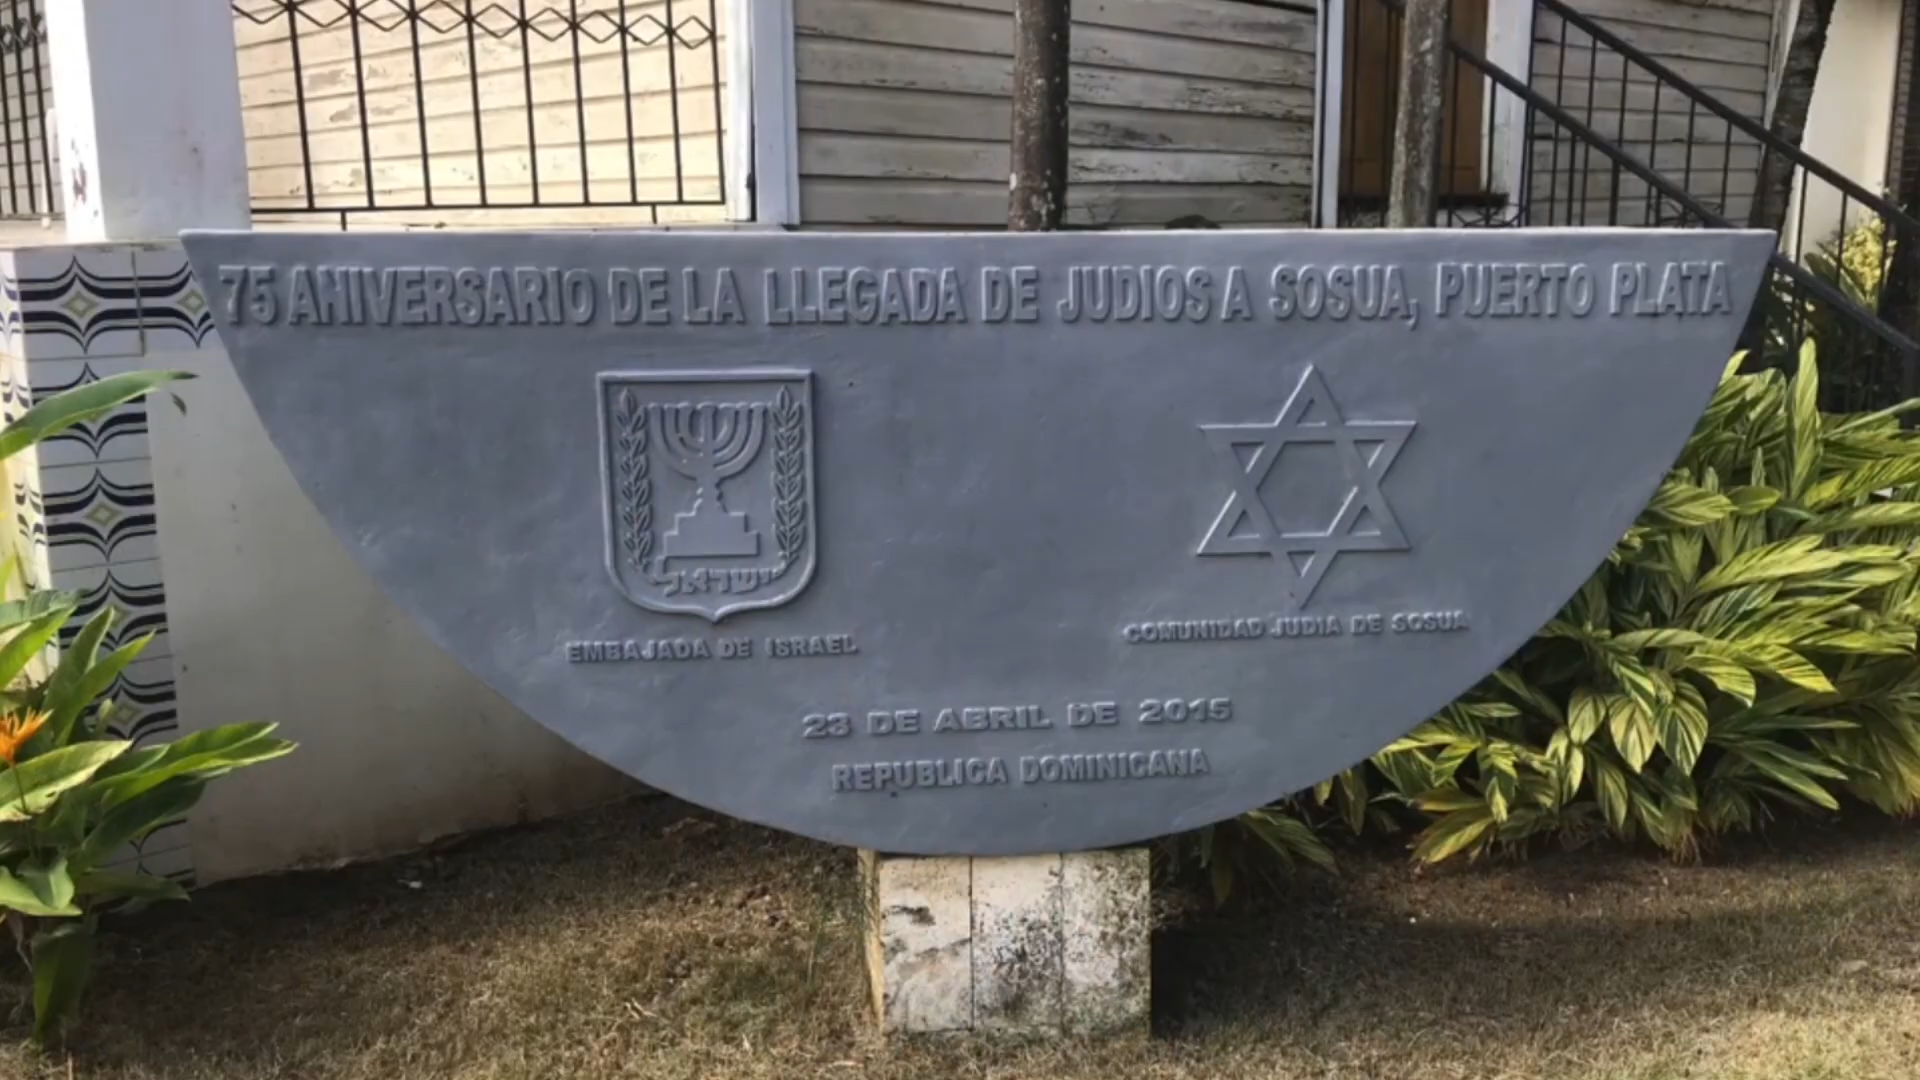 75 ANIVERSARIO DE LA LLEGADA DE JUDIOS A SOSUA, PUERTO PLATA
ישראל
EMBAJADA DE ISRAEL
COMUNIDAD JUDIA DE SOSUA
23 DE ABRIL DE 2015
REPUBLICA DOMINICANA